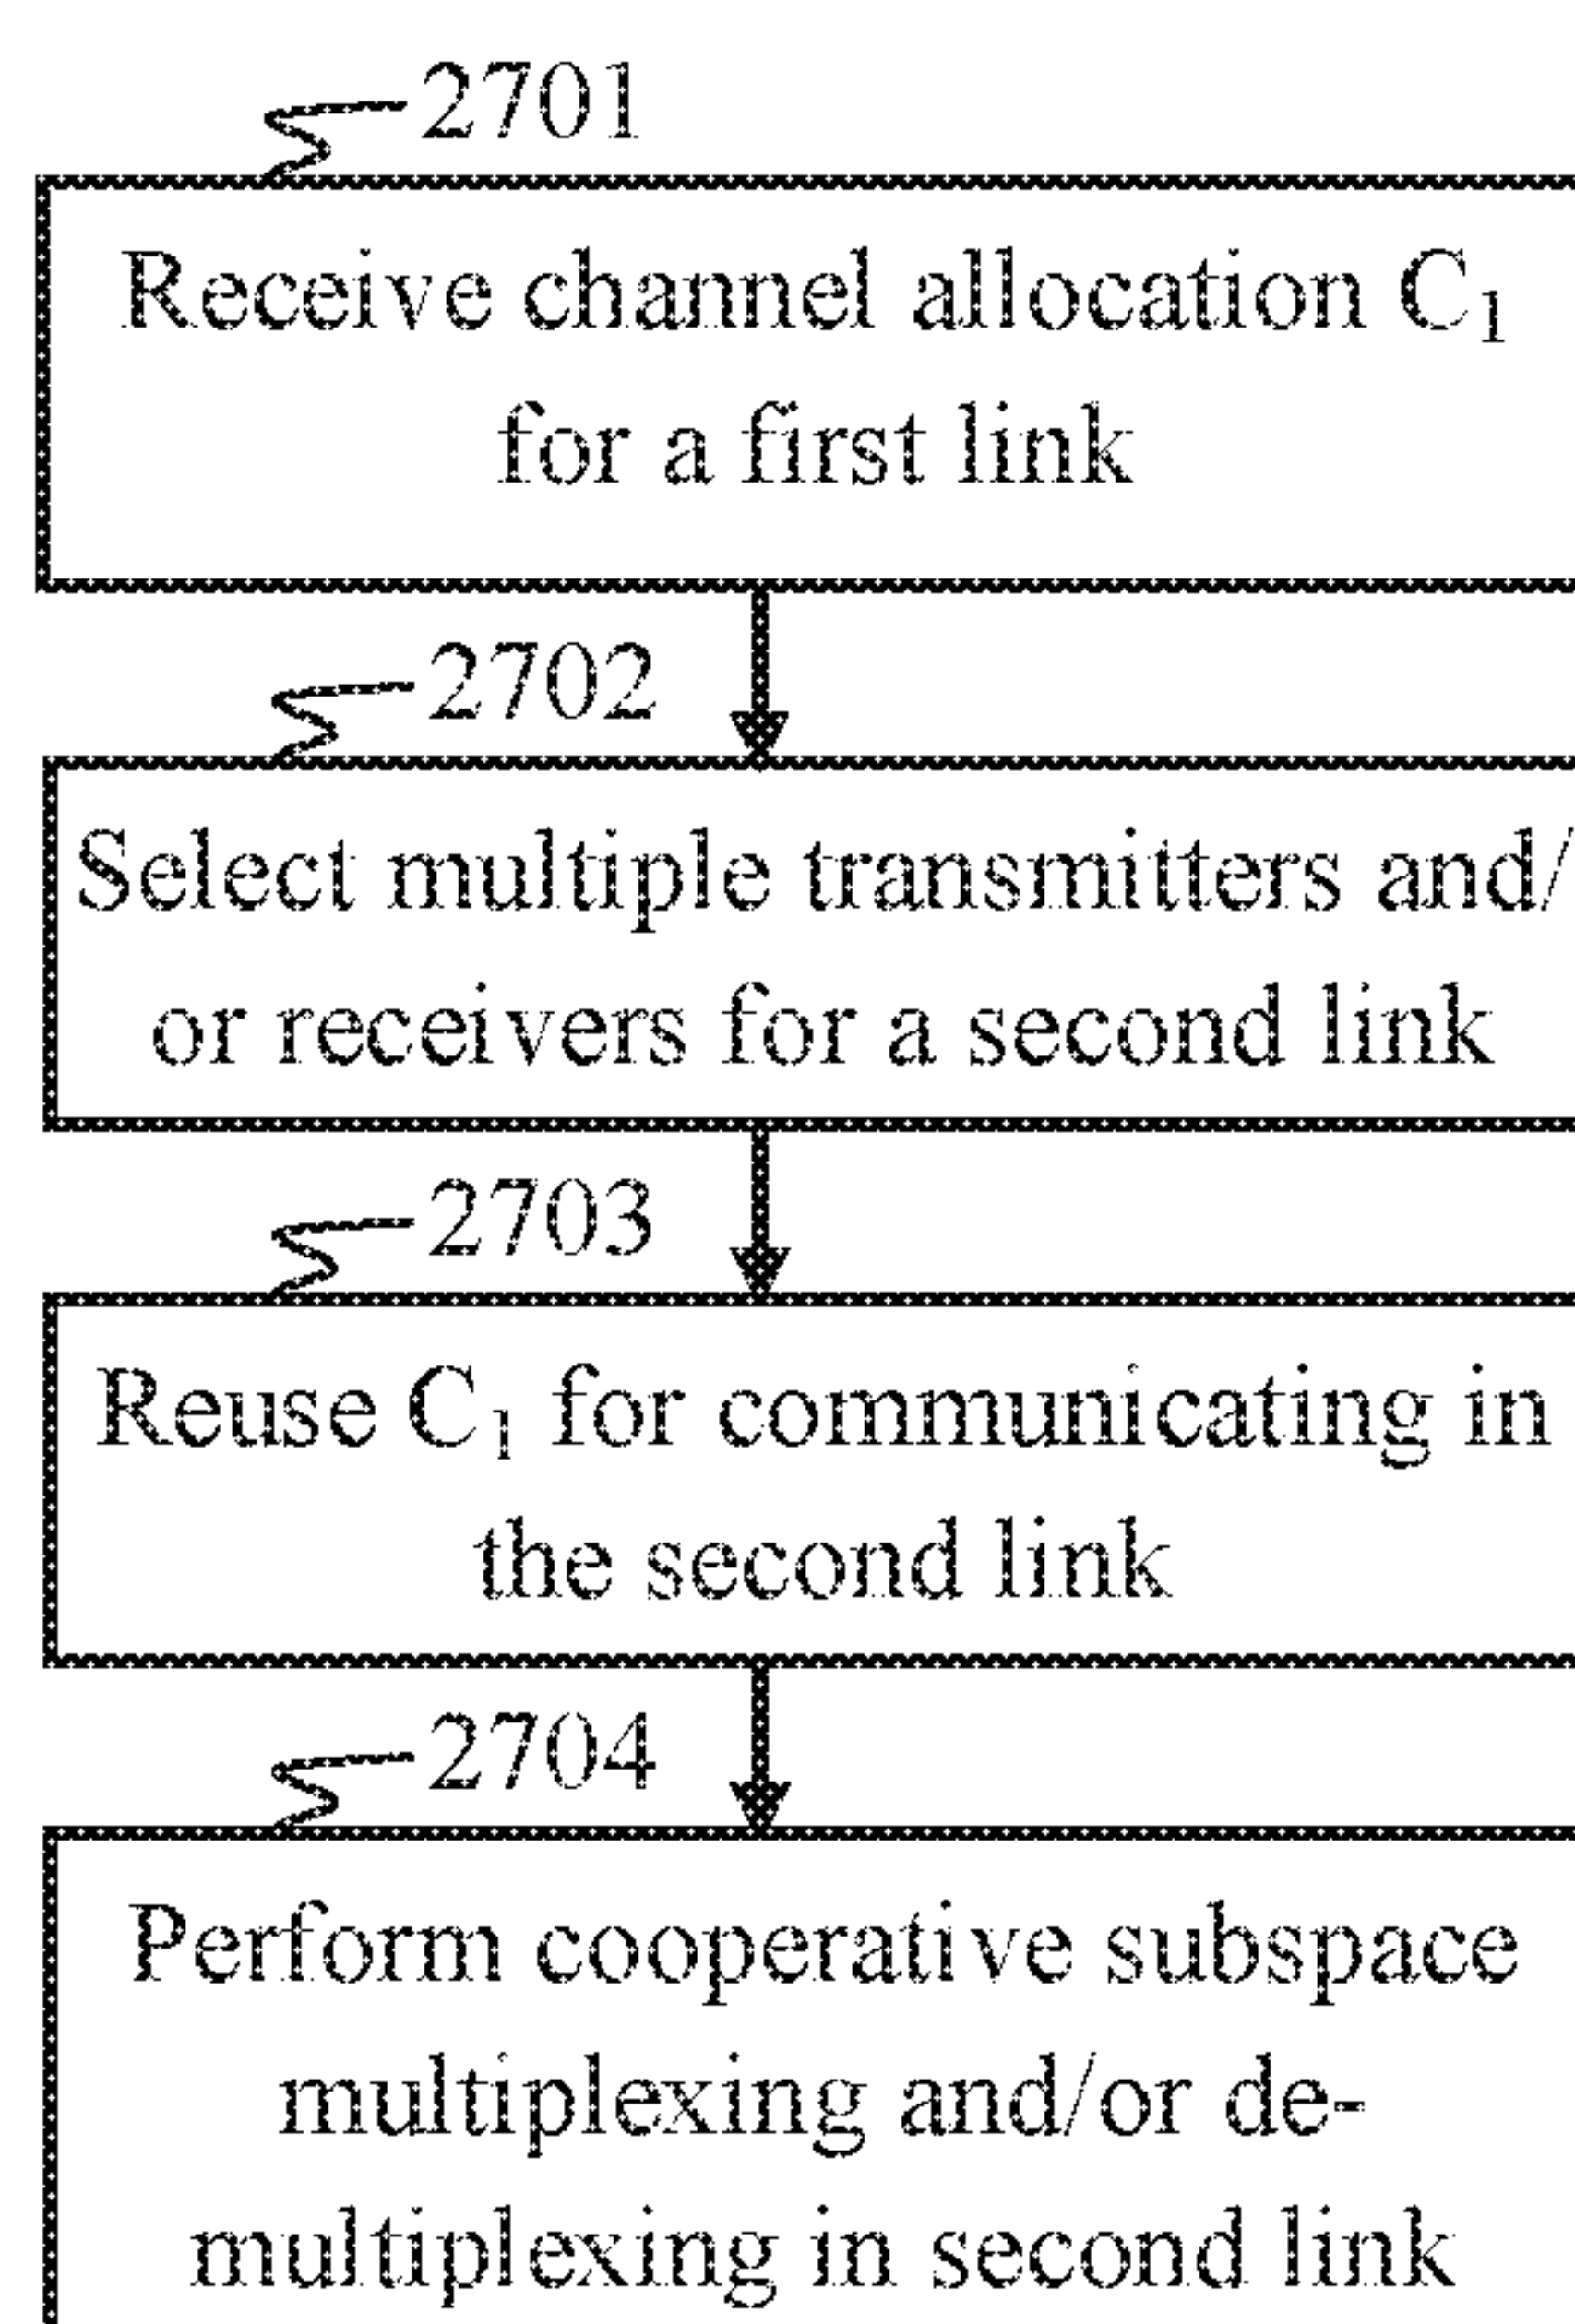 2701
Receive channel allocation C₁
for a first link
2702
Select multiple transmitters and/
or receivers for a second link
2703
Reuse C₁ for communicating in
the second link
2704
Perform cooperative subspace
multiplexing and/or de-
multiplexing in second link